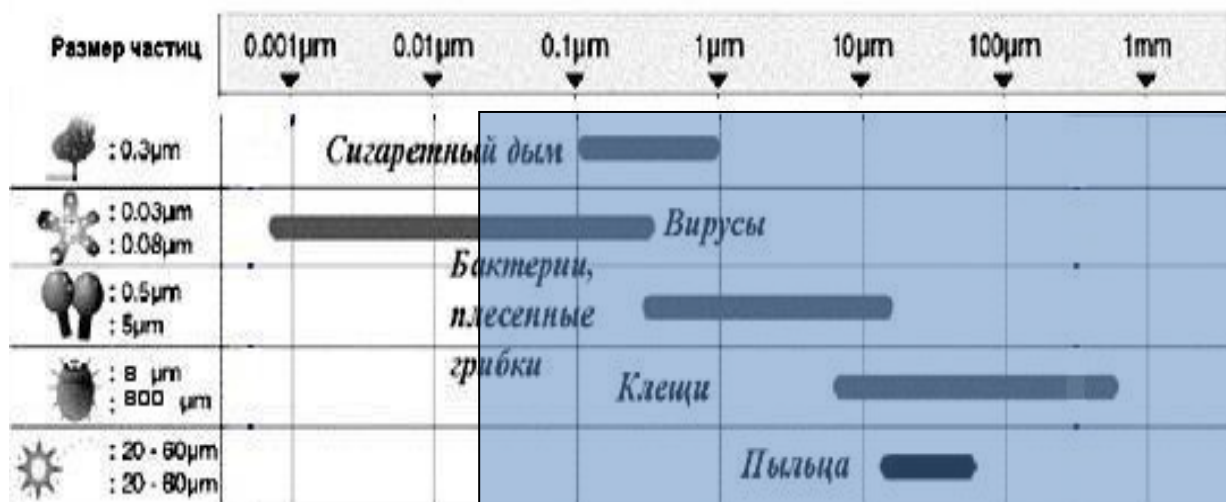 Размер частиц 0.001µm 0.01µm 0.1µm 1µm 10µm 100µm 1mm
: 0.3µm Сигаретный дым
: 0.03µm
: 0.08µm
Вирусы
: 0.5µm
: 5µm
Бактерии,
плесенные
грибки
: 8 µm
: 800 µm
Клещи
: 20 - 60µm
: 20 - 80µm
Пыльца